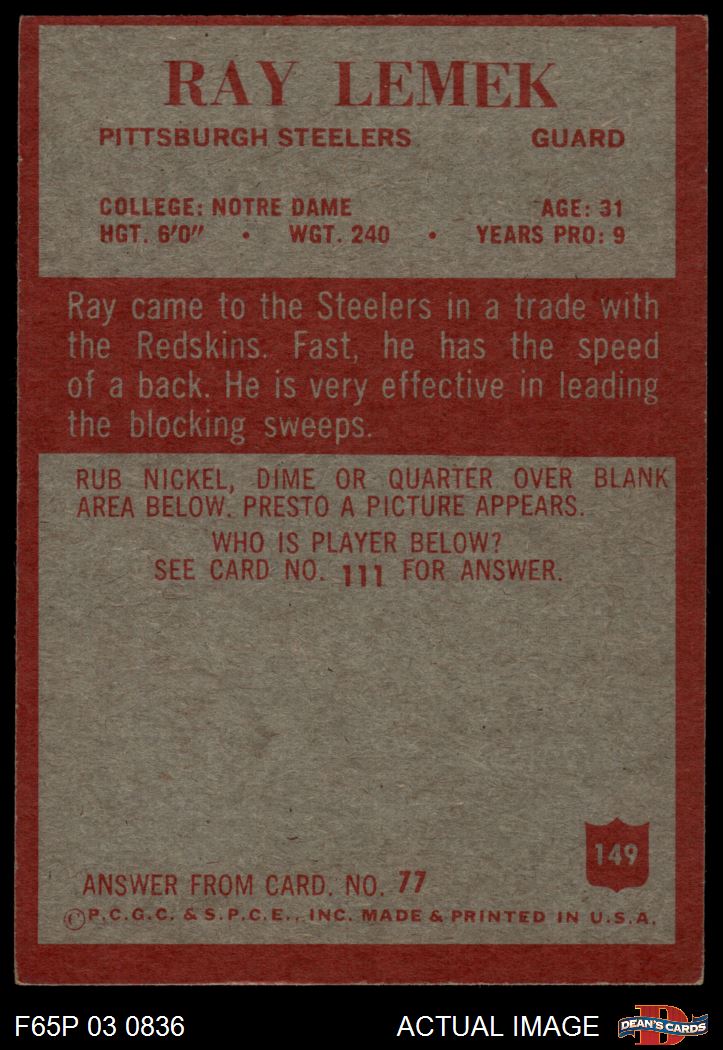 RAY LEMEK
PITTSBURGH STEELERS GUARD
COLLEGE: NOTRE DAME AGE: 31
HGT. 6'0" • WGT. 240 • YEARS PRO: 9
Ray came to the Steelers in a trade with
the Redskins. Fast, he has the speed
of a back. He is very effective in leading
the blocking sweeps.
RUB NICKEL, DIME OR QUARTER OVER BLANK
AREA BELOW. PRESTO A PICTURE APPEARS.
WHO IS PLAYER BELOW?
SEE CARD NO. 111 FOR ANSWER.
149
ANSWER FROM CARD. NO. 77
©P.C.G.C. & S.P.C.E., INC. MADE & PRINTED IN U.S.A.
F65P 03 0836 ACTUAL IMAGE D DEAN'S CARDS